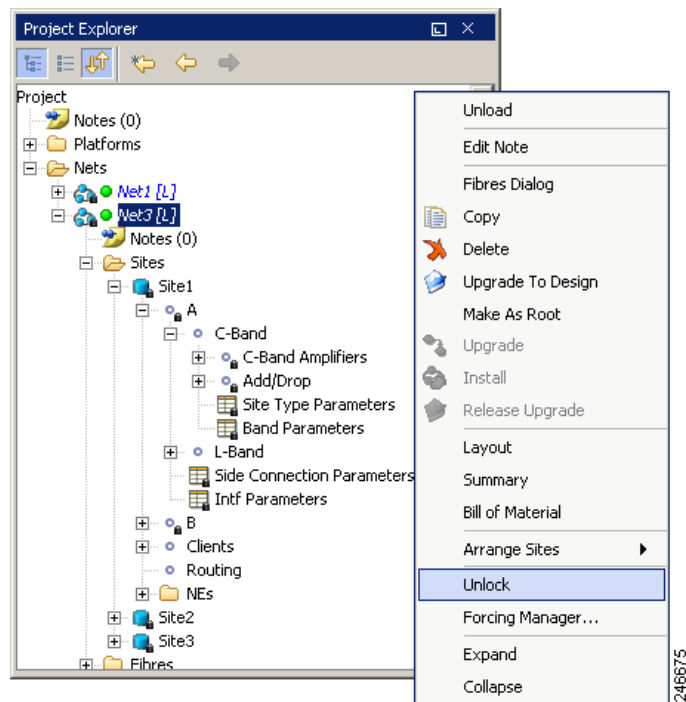 Project Explorer
Project
Notes (0)
Platforms
Nets
Net1 [L]
Net3 [L]
Notes (0)
Sites
Site1
A
C-Band
C-Band Amplifiers
Add/Drop
Site Type Parameters
Band Parameters
L-Band
Side Connection Parameters
Intf Parameters
B
Clients
Routing
NEs
Site2
Site3
Fibres
Unload
Edit Note
Fibres Dialog
Copy
Delete
Upgrade To Design
Make As Root
Upgrade
Install
Release Upgrade
Layout
Summary
Bill of Material
Arrange Sites
Unlock
Forcing Manager...
Expand
Collapse
246675